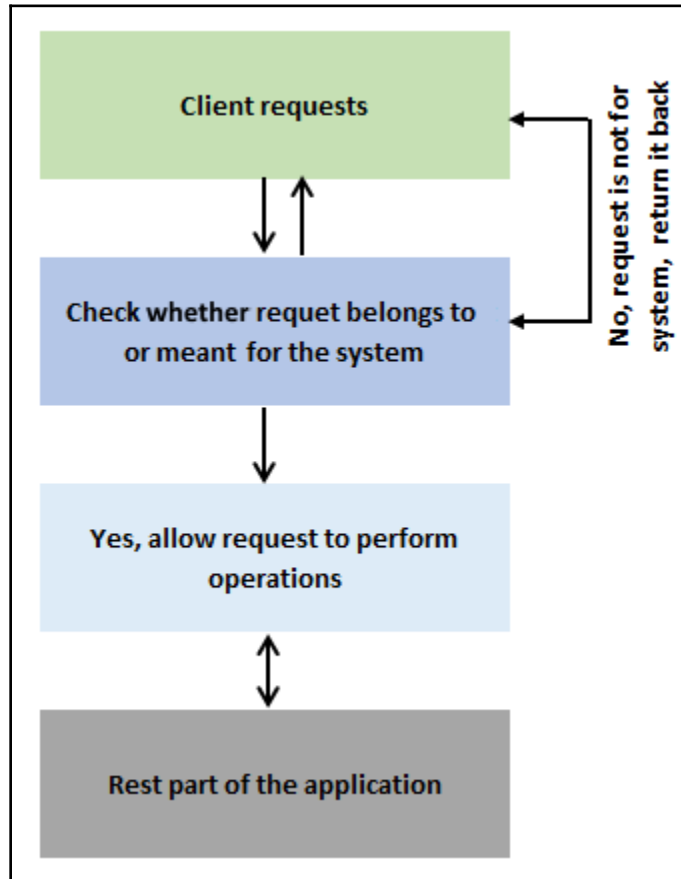 Client requests
No, request is not for
system, return it back
Check whether requet belongs to
or meant for the system
Yes, allow request to perform
operations
Rest part of the application